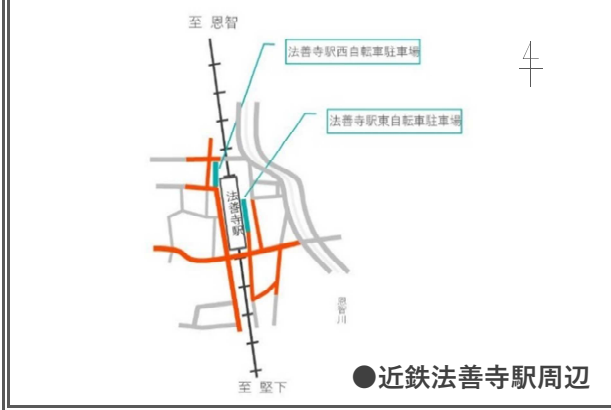 至 恩智
法善寺駅西自転車駐車場
法善寺駅東自転車駐車場
法善寺駅
恩智川
至 堅下
●近鉄法善寺駅周辺